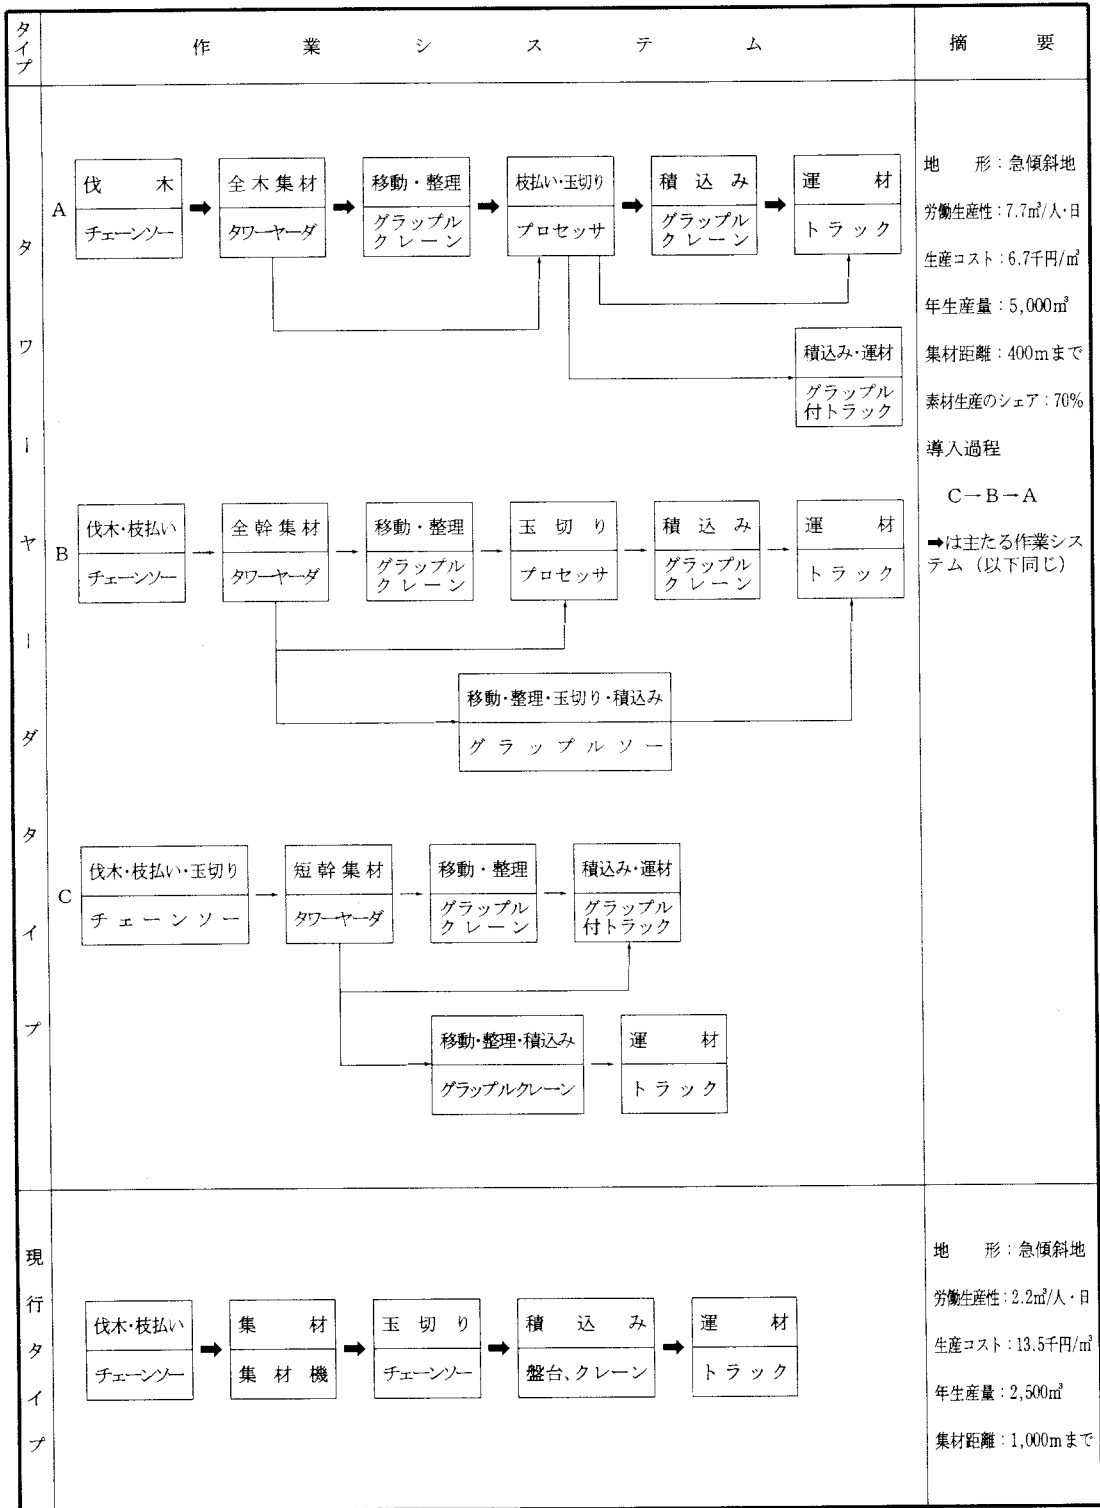 タイプ
作業システム
摘要
タワーヤーダタイプ
A
伐木
チェーンソー
全木集材
タワーヤーダ
移動・整理
グラップル
クレーン
枝払い・玉切り
プロセッサ
積込み
グラップル
クレーン
運材
トラック
積込み・運材
グラップル
付トラック
B
伐木・枝払い
チェーンソー
全幹集材
タワーヤーダ
移動・整理
グラップル
クレーン
玉切り
プロセッサ
積込み
グラップル
クレーン
運材
トラック
移動・整理・玉切り・積込み
グラップルソー
C
伐木・枝払い・玉切り
チェーンソー
短幹集材
タワーヤーダ
移動・整理
グラップル
クレーン
積込み・運材
グラップル
付トラック
移動・整理・積込み
グラップルクレーン
運材
トラック
地形：急傾斜地
労働生産性：7.7㎥/人・日
生産コスト：6.7千円/㎥
年生産量：5,000㎥
集材距離：400mまで
素材生産のシェア：70%
導入過程
C→B→A
➡は主たる作業シス
テム（以下同じ）
現行タイプ
伐木・枝払い
チェーンソー
集材
集材機
玉切り
チェーンソー
積込み
盤台、クレーン
運材
トラック
地形：急傾斜地
労働生産性：2.2㎥/人・日
生産コスト：13.5千円/㎥
年生産量：2,500㎥
集材距離：1,000mまで